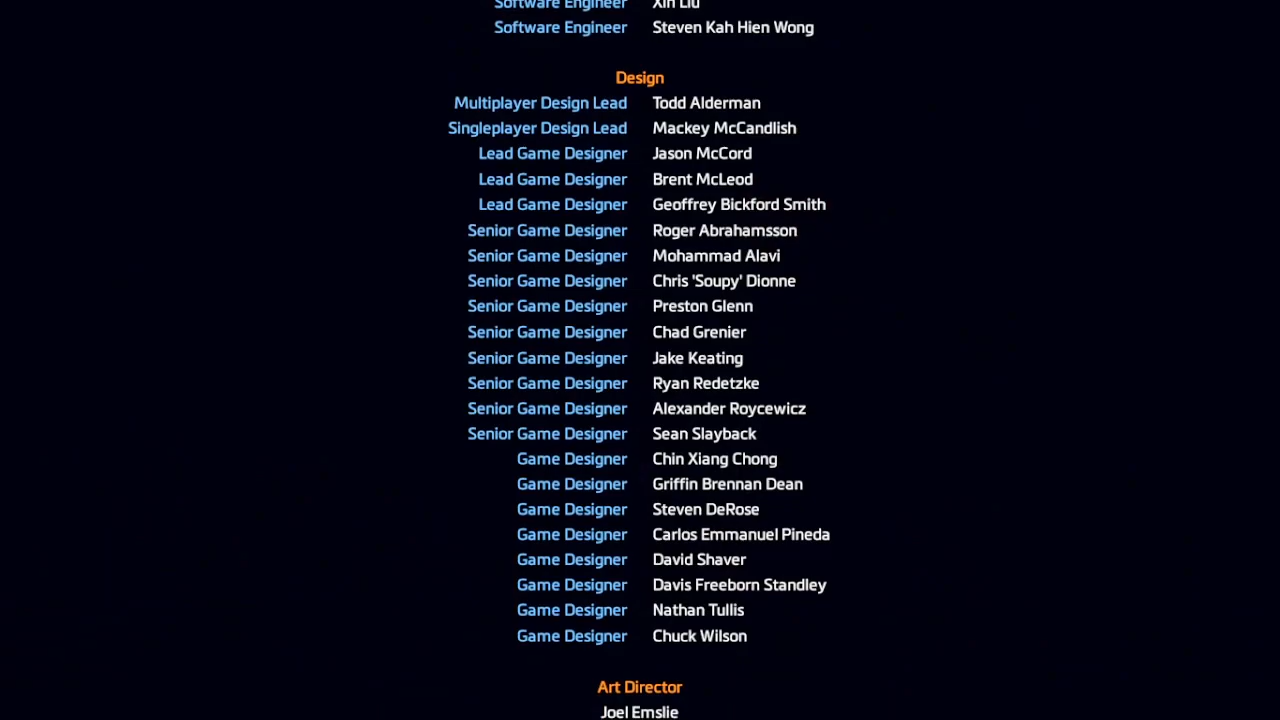 Software Engineer Xin Liu
Software Engineer Steven Kah Hien Wong
Design
Multiplayer Design Lead Todd Alderman
Singleplayer Design Lead Mackey McCandlish
Lead Game Designer Jason McCord
Lead Game Designer Brent McLeod
Lead Game Designer Geoffrey Bickford Smith
Senior Game Designer Roger Abrahamsson
Senior Game Designer Mohammad Alavi
Senior Game Designer Chris 'Soupy' Dionne
Senior Game Designer Preston Glenn
Senior Game Designer Chad Grenier
Senior Game Designer Jake Keating
Senior Game Designer Ryan Redetzke
Senior Game Designer Alexander Roycewicz
Senior Game Designer Sean Slayback
Game Designer Chin Xiang Chong
Game Designer Griffin Brennan Dean
Game Designer Steven DeRose
Game Designer Carlos Emmanuel Pineda
Game Designer David Shaver
Game Designer Davis Freeborn Standley
Game Designer Nathan Tullis
Game Designer Chuck Wilson
Art Director
Joel Emslie